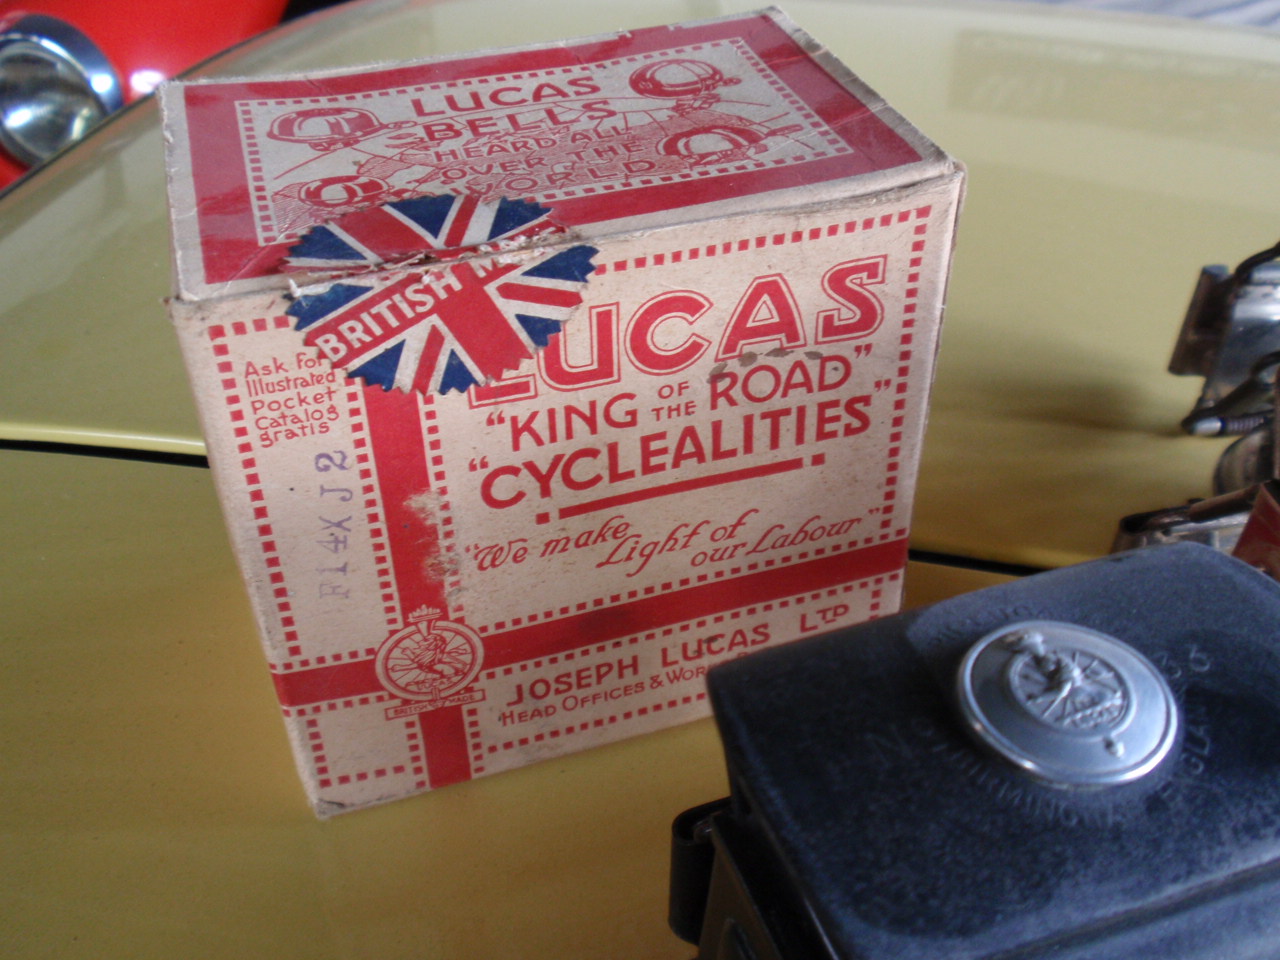 LUCAS
BELLS
HEARD ALL
OVER THE
WORLD
BRITISH
Ask for
Illustrated
Pocket
Catalog
gratis
F14XJ2
LUCAS
"KING OF THE ROAD"
"CYCLEALITIES"
"We make
Light of
our Labour"
JOSEPH LUCAS LTD
HEAD OFFICES &
BRITISH MADE